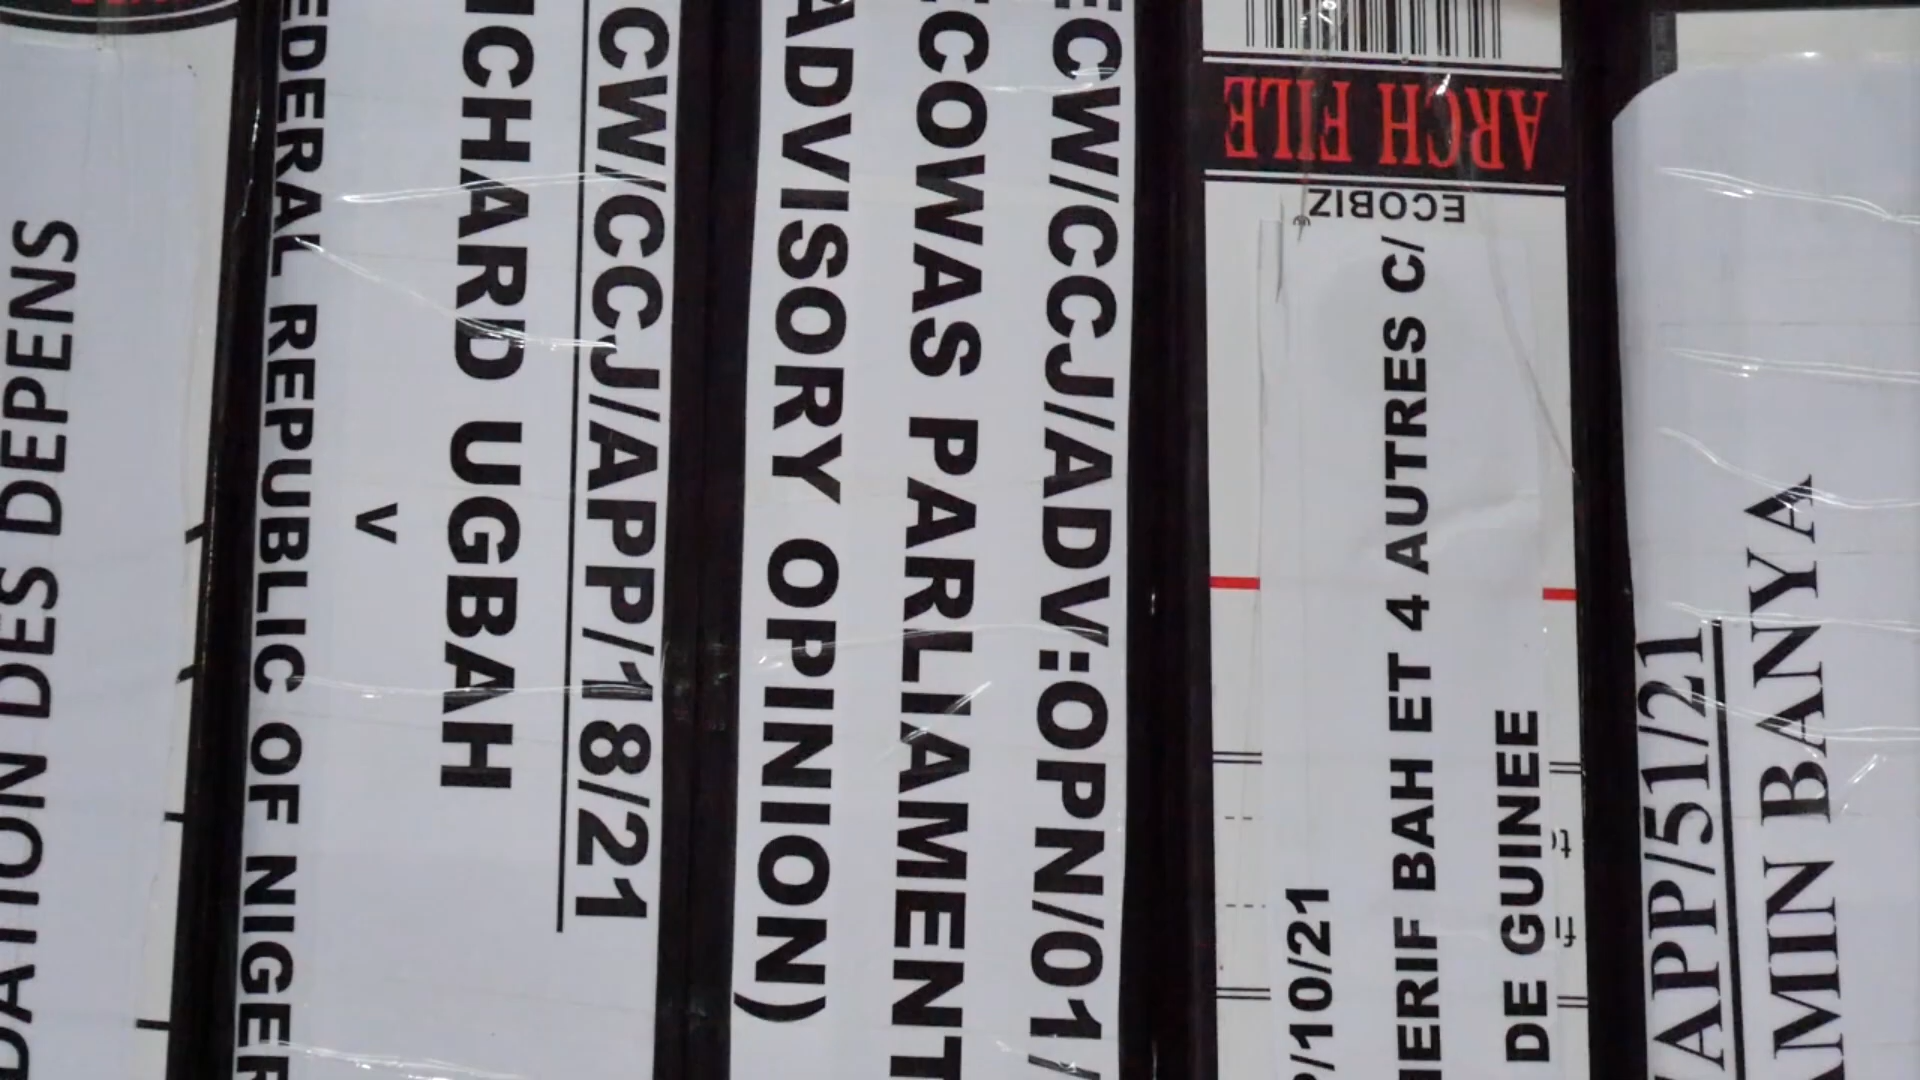 DATION DES DEPENS
ECW/CCJ/APP/18/21
ICHARD UGBAH
V
EDERAL REPUBLIC OF NIGER
ECW/CCJ/ADV:OPN/01/
ECOWAS PARLIAMENT
ADVISORY OPINION)
ARCH FILE
ECOBIZ
P/10/21
HERIF BAH ET 4 AUTRES C/
DE GUINEE
APP/51/21
AMIN BANYA